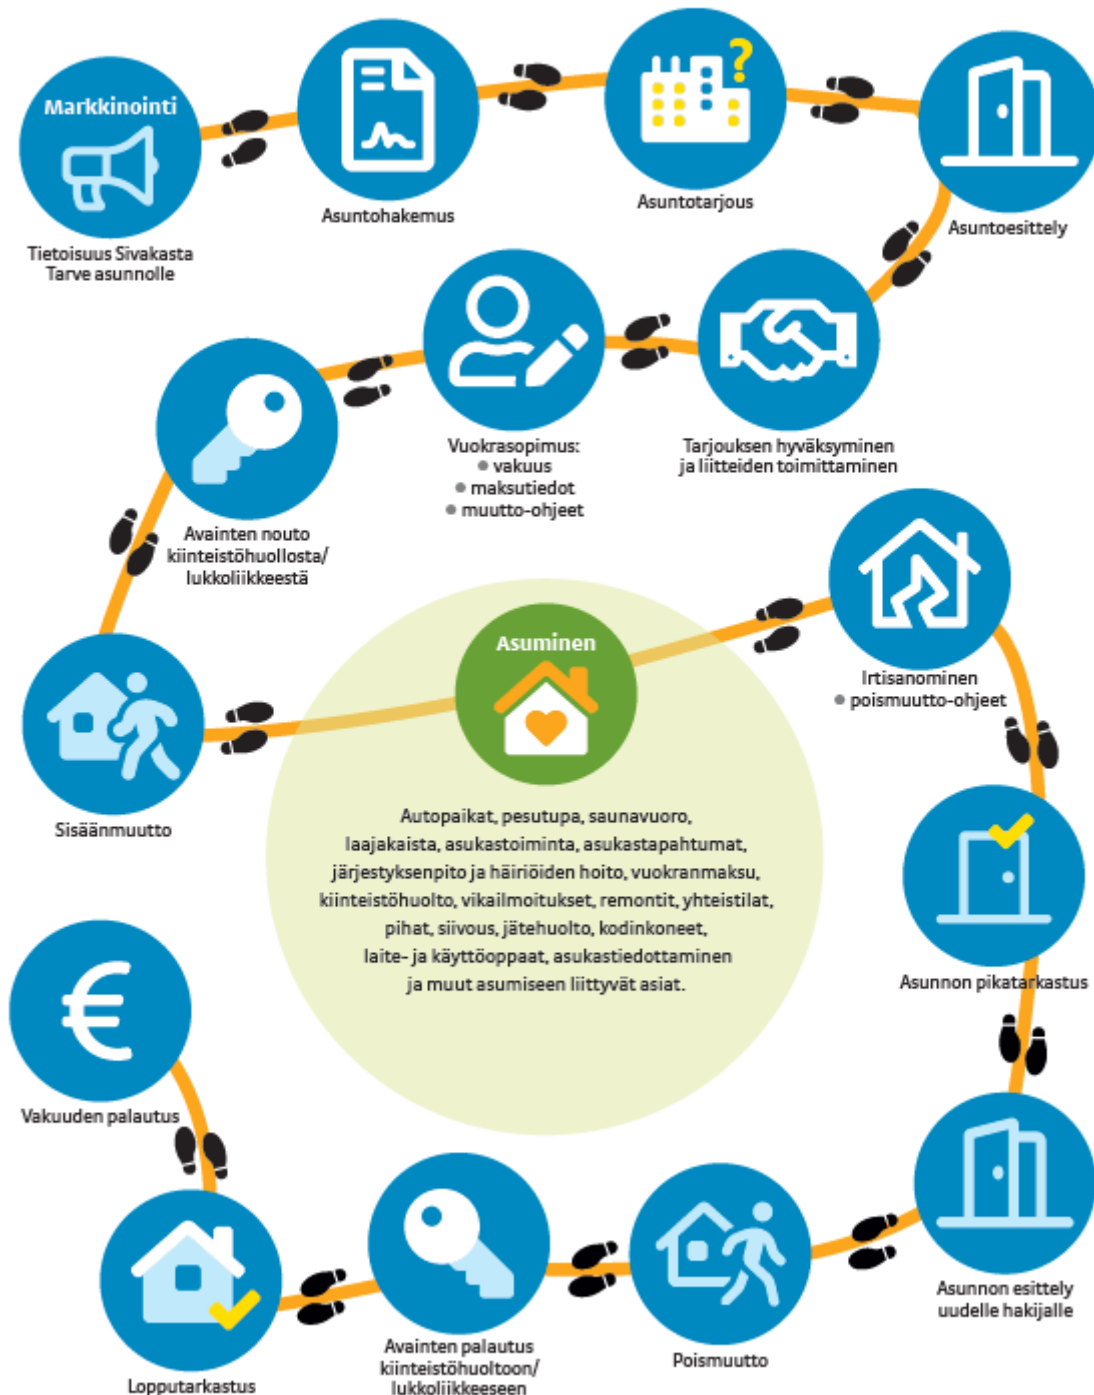 Markkinointi
Tietoisuus Sivakasta
Tarve asunnolle
Asuntohakemus
?
Asuntotarjous
Asuntoesittely
Tarjouksen hyväksyminen
ja liitteiden toimittaminen
Vuokrasopimus:
● vakuus
● maksutiedot
● muutto-ohjeet
Avainten nouto
kiinteistöhuollosta/
lukkoliikkeestä
Sisäänmuutto
Asuminen
Autopaikat, pesutupa, saunavuoro,
laajakaista, asukastoiminta, asukastapahtumat,
järjestyksenpito ja häiriöiden hoito, vuokranmaksu,
kiinteistöhuolto, vikailmoitukset, remontit, yhteistilat,
pihat, siivous, jätehuolto, kodinkoneet,
laite- ja käyttöoppaat, asukastiedottaminen
ja muut asumiseen liittyvät asiat.
Irtisanominen
● poismuutto-ohjeet
Asunnon pikatarkastus
Asunnon esittely
uudelle hakijalle
Poismuutto
Avainten palautus
kiinteistöhuoltoon/
lukkoliikkeeseen
Lopputarkastus
€
Vakuuden palautus